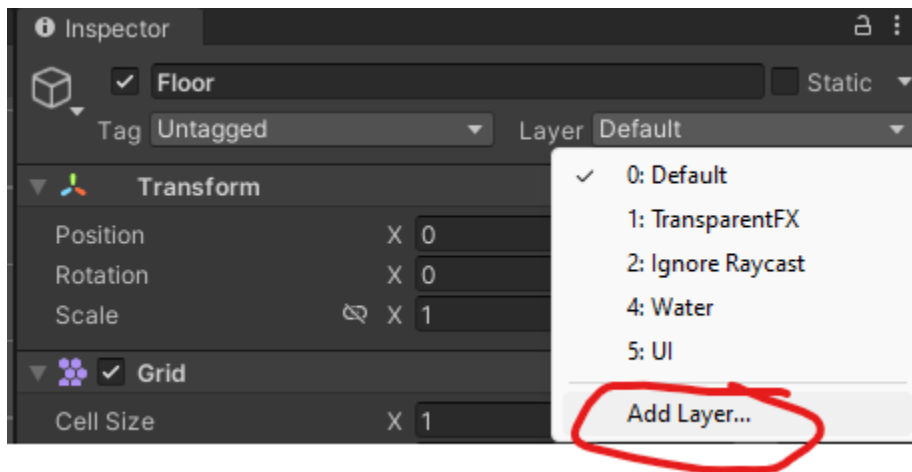 Inspector
Floor Static
Tag Untagged Layer Default
0: Default
Transform
1: TransparentFX
Position X 0
2: Ignore Raycast
Rotation X 0
4: Water
Scale X 1
5: UI
Grid
Add Layer...
Cell Size X 1